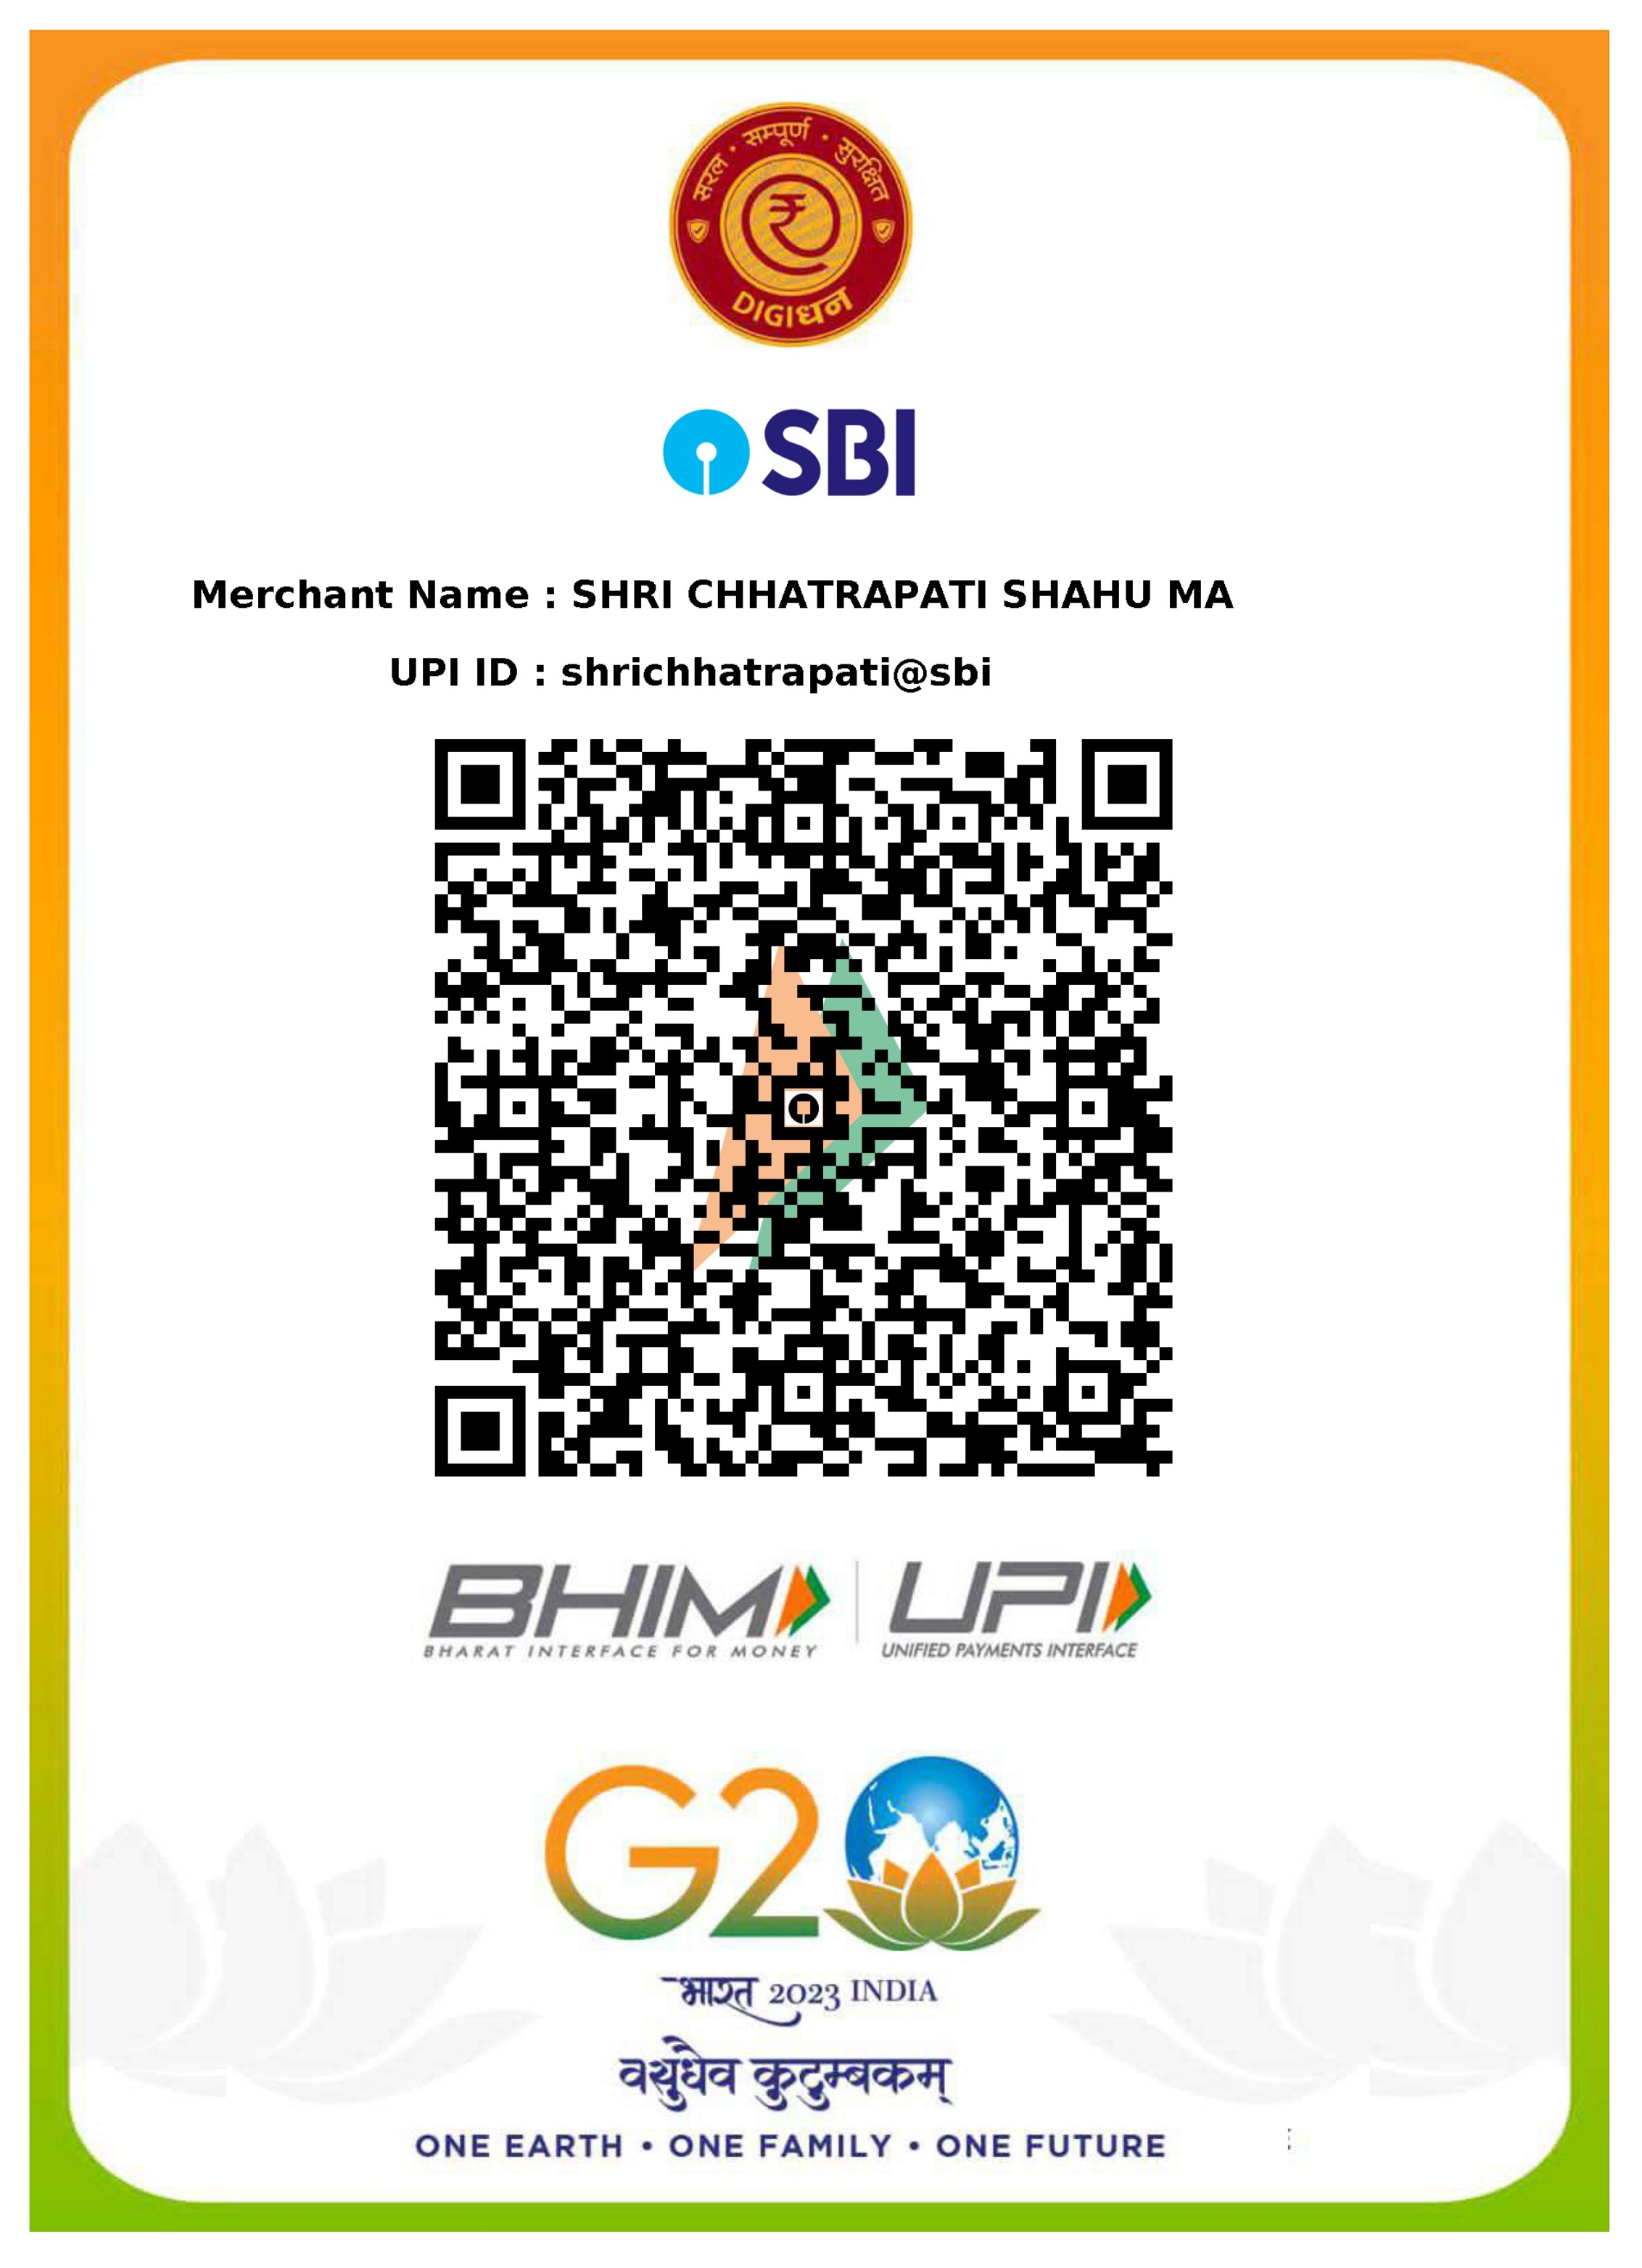 सरल • सम्पूर्ण • सुरक्षित
DIGIधन
SBI
Merchant Name : SHRI CHHATRAPATI SHAHU MA
UPI ID : shrichhatrapati@sbi
BHIM UPI
BHARAT INTERFACE FOR MONEY UNIFIED PAYMENTS INTERFACE
G20
भारत 2023 INDIA
वसुधैव कुटुम्बकम्
ONE EARTH • ONE FAMILY • ONE FUTURE